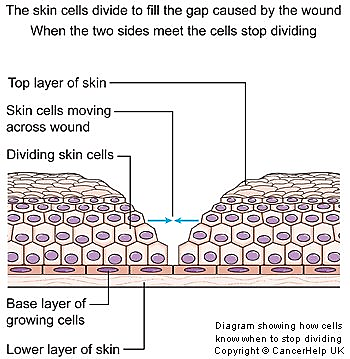 The skin cells divide to fill the gap caused by the wound
When the two sides meet the cells stop dividing
Top layer of skin
Skin cells moving
across wound
Dividing skin cells
Base layer of
growing cells
Lower layer of skin
Diagram showing how cells
know when to stop dividing
Copyright © CancerHelp UK